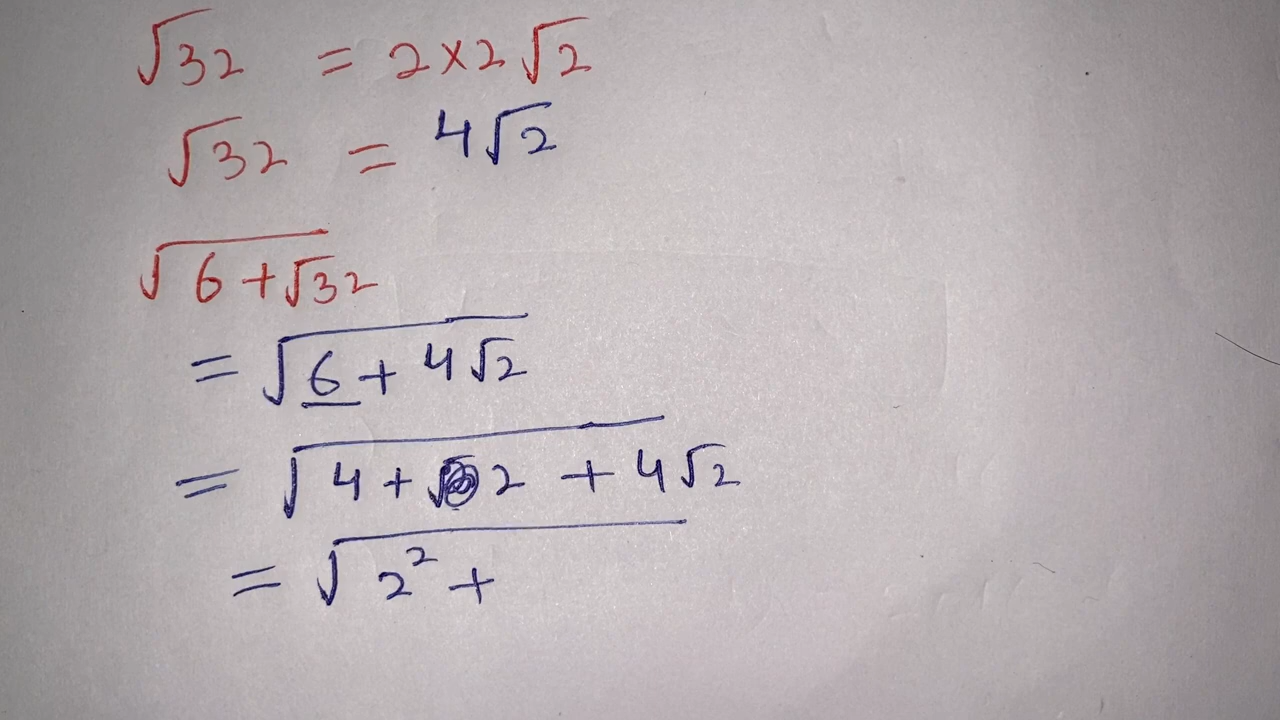 √32 = 2×2√2
√32 = 4√2
√6+√32
= √6 + 4√2
= √4 + 2 + 4√2
= √2² +